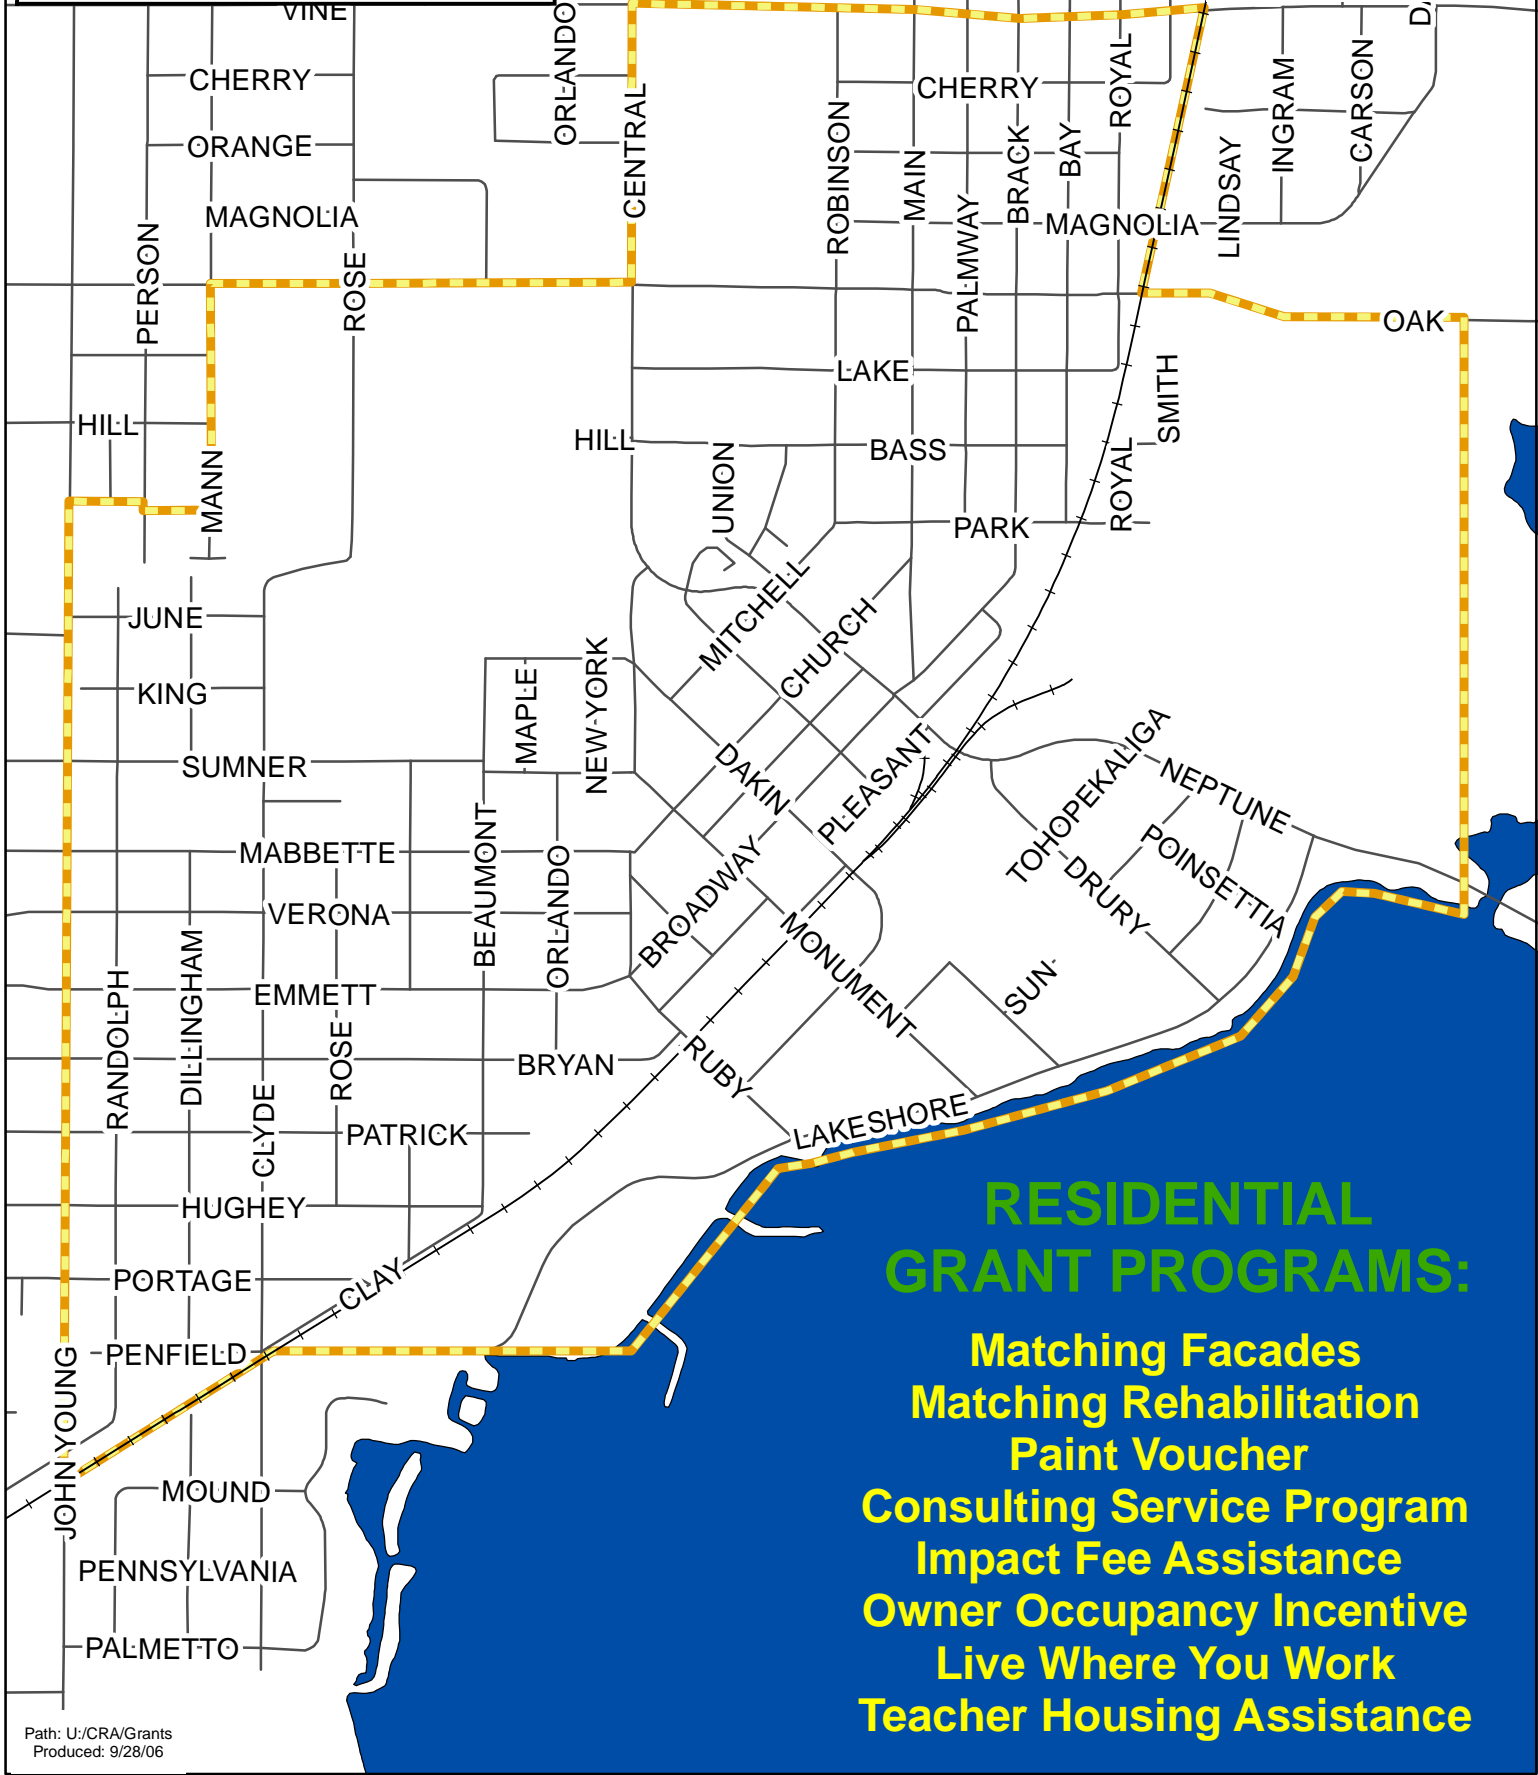 VINE
ORLANDO
CHERRY
CHERRY
ROYAL
INGRAM
CARSON
ORANGE
CENTRAL
ROBINSON
MAIN
BRACK
BAY
LINDSAY
MAGNOLIA
MAGNOLIA
PERSON
ROSE
PALMWAY
OAK
LAKE
SMITH
HILL
HILL
BASS
MANN
UNION
ROYAL
PARK
JUNE
MITCHELL
CHURCH
KING
MAPLE
NEW YORK
SUMNER
DAKIN
PLEASANT
TOHOPEKALIGA
NEPTUNE
MABBETTE
BEAUMONT
ORLANDO
BROADWAY
DRURY
POINSETTIA
VERONA
MONUMENT
RANDOLPH
DILLINGHAM
EMMETT
SUN
CLYDE
ROSE
BRYAN
RUBY
PATRICK
LAKESHORE
HUGHEY
PORTAGE
CLAY
PENFIELD
JOHN YOUNG
MOUND
PENNSYLVANIA
PALMETTO
RESIDENTIAL
GRANT PROGRAMS:
Matching Facades
Matching Rehabilitation
Paint Voucher
Consulting Service Program
Impact Fee Assistance
Owner Occupancy Incentive
Live Where You Work
Teacher Housing Assistance
Path: U:/CRA/Grants
Produced: 9/28/06